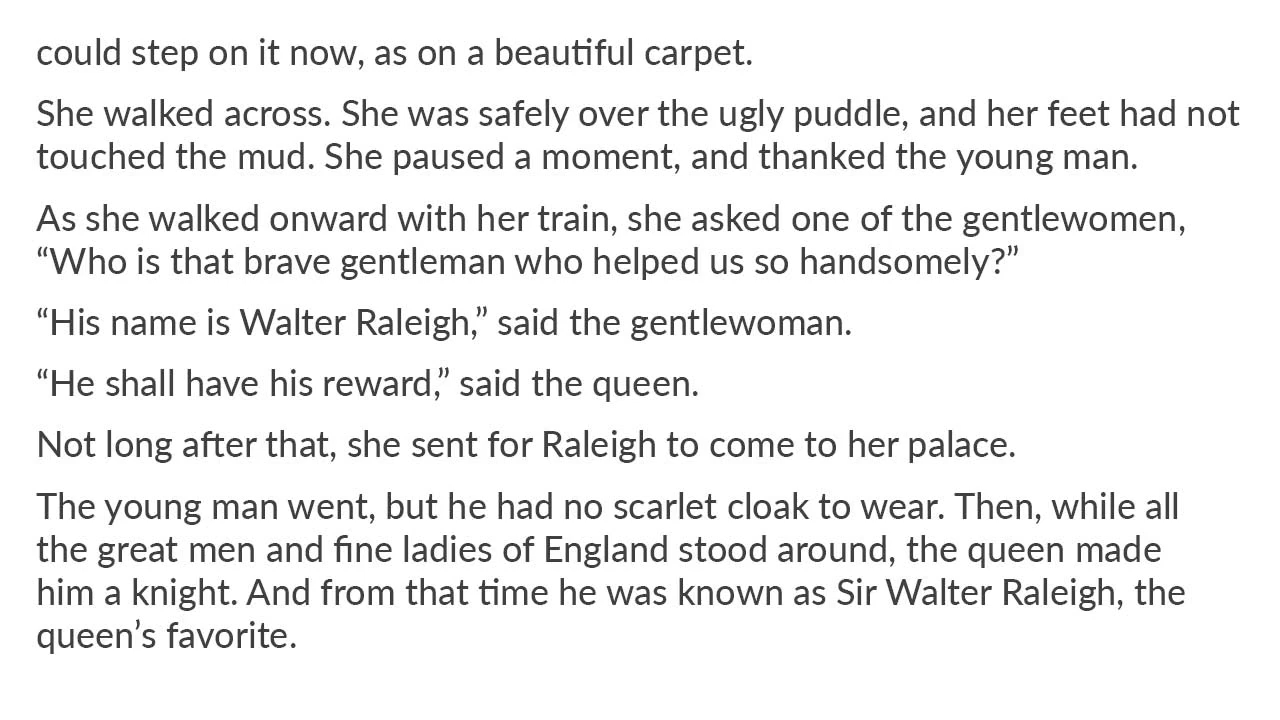 could step on it now, as on a beautiful carpet.
She walked across. She was safely over the ugly puddle, and her feet had not
touched the mud. She paused a moment, and thanked the young man.
As she walked onward with her train, she asked one of the gentlewomen,
“Who is that brave gentleman who helped us so handsomely?”
“His name is Walter Raleigh,” said the gentlewoman.
“He shall have his reward,” said the queen.
Not long after that, she sent for Raleigh to come to her palace.
The young man went, but he had no scarlet cloak to wear. Then, while all
the great men and fine ladies of England stood around, the queen made
him a knight. And from that time he was known as Sir Walter Raleigh, the
queen’s favorite.